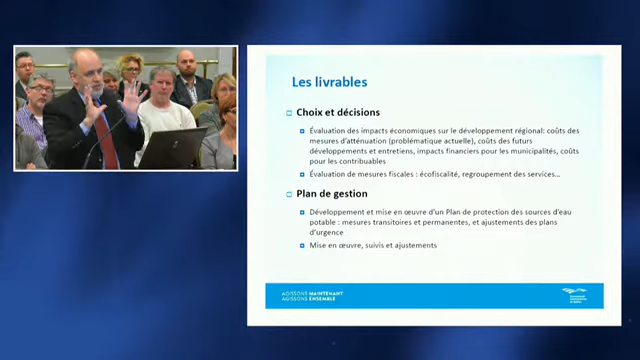 Les livrables
Choix et décisions
Évaluation des impacts économiques sur le développement régional: coûts des
mesures d'atténuation (problématique actuelle), coûts des futurs
développements et entretiens, impacts financiers pour les municipalités, coûts
pour les contribuables
Évaluation de mesures fiscales : écofiscalité, regroupement des services...
Plan de gestion
Développement et mise en œuvre d'un Plan de protection des sources d'eau
potable : mesures transitoires et permanentes, et ajustements des plans
d'urgence
Mise en œuvre, suivis et ajustements
AGISSONS MAINTENANT
AGISSONS ENSEMBLE